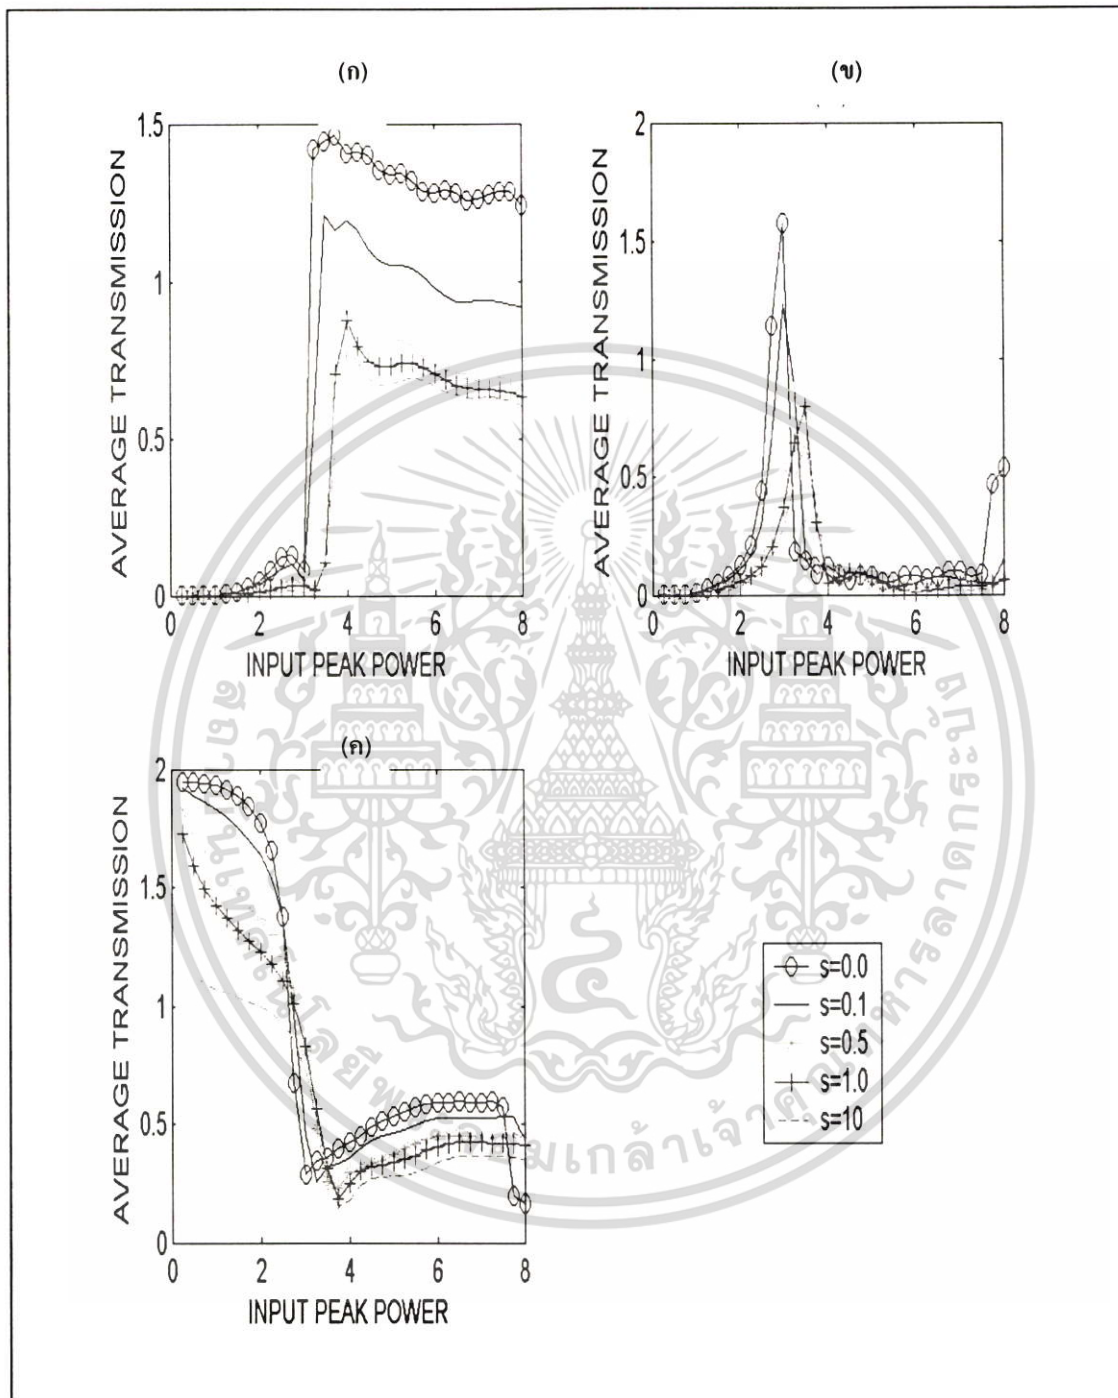 (ก)
(ข)
AVERAGE TRANSMISSION
1.5
1
0.5
0
0 2 4 6 8
INPUT PEAK POWER
AVERAGE TRANSMISSION
2
1.5
1
0.5
0
0 2 4 6 8
INPUT PEAK POWER
(ค)
AVERAGE TRANSMISSION
2
1.5
1
0.5
0
0 2 4 6 8
INPUT PEAK POWER
s=0.0
s=0.1
s=0.5
s=1.0
s=10